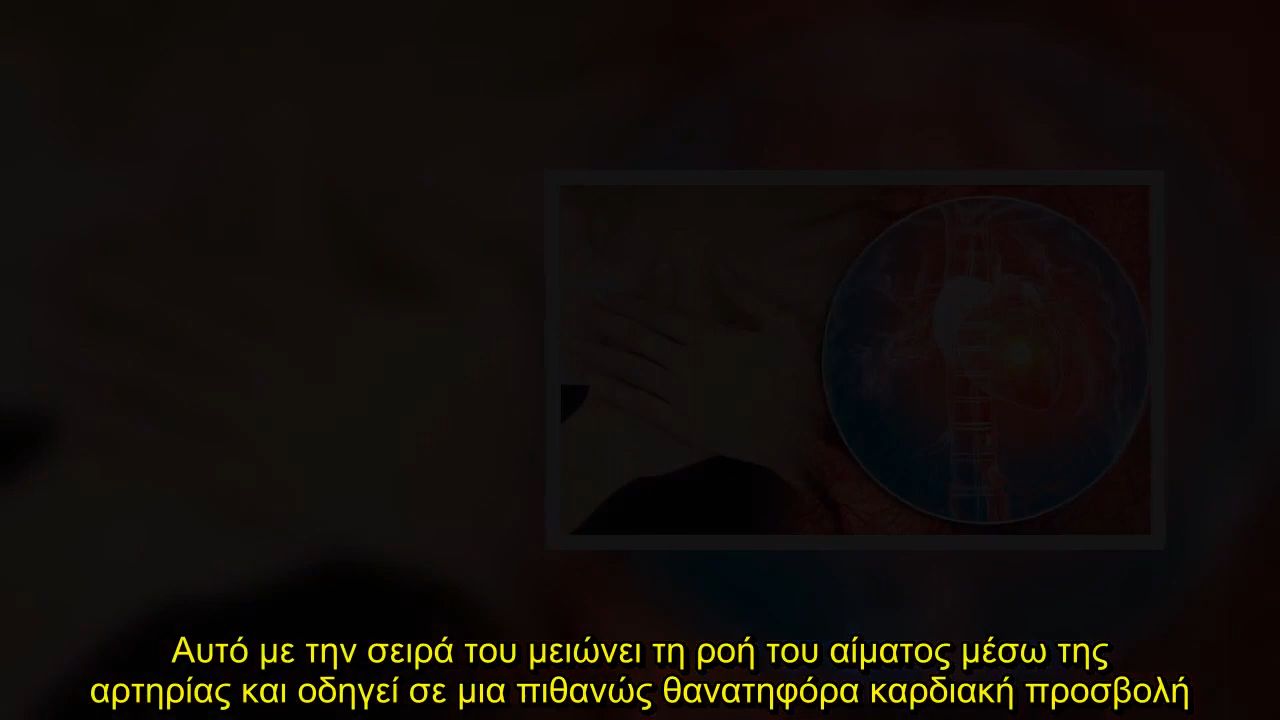 Αυτό με την σειρά του μειώνει τη ροή του αίματος μέσω της
αρτηρίας και οδηγεί σε μια πιθανώς θανατηφόρα καρδιακή προσβολή